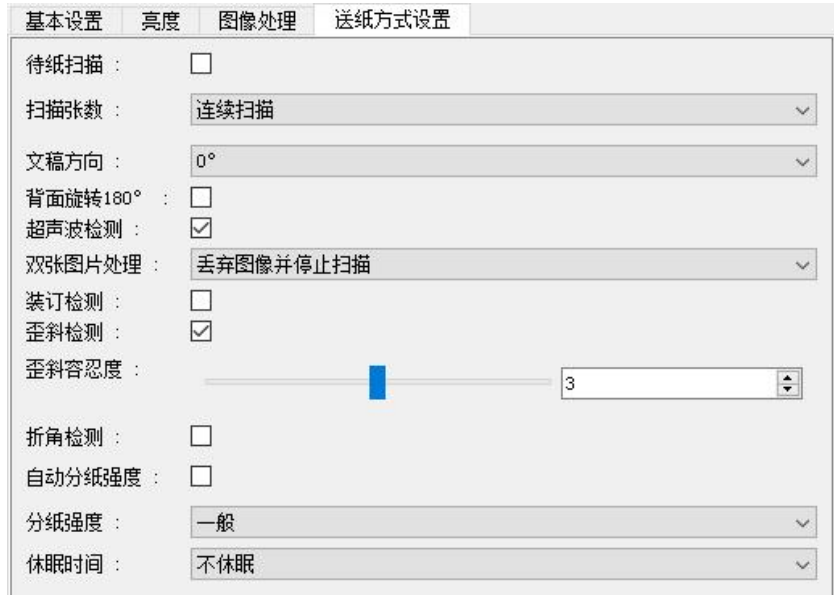 基本设置 亮度 图像处理 送纸方式设置
待纸扫描 :
扫描张数 : 连续扫描
文稿方向 : 0°
背面旋转180° :
超声波检测 :
双张图片处理 : 丢弃图像并停止扫描
装订检测 :
歪斜检测 :
歪斜容忍度 : 3
折角检测 :
自动分纸强度 :
分纸强度 : 一般
休眠时间 : 不休眠